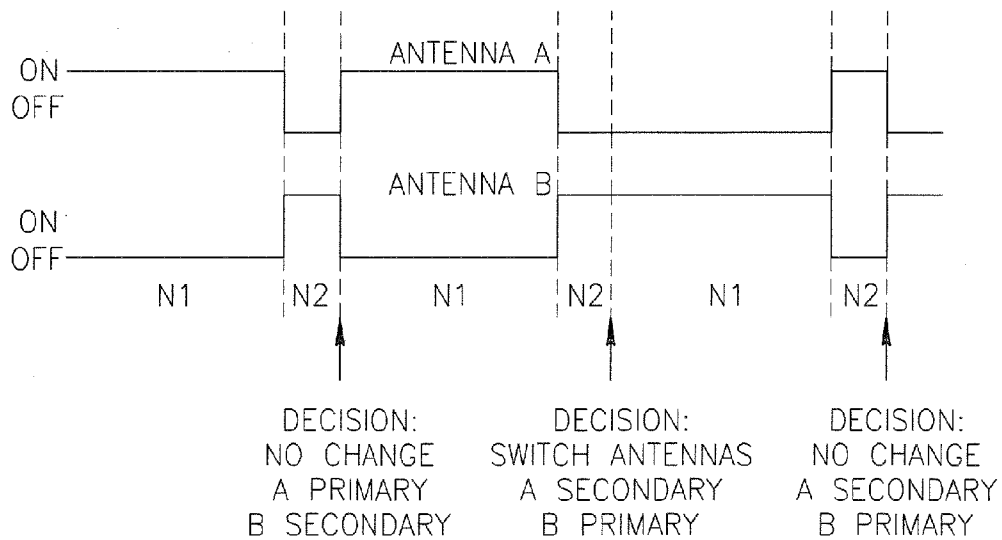 ANTENNA A
ON
OFF
ANTENNA B
ON
OFF
N1 N2 N1 N2 N1 N2
DECISION:
NO CHANGE
A PRIMARY
B SECONDARY
DECISION:
SWITCH ANTENNAS
A SECONDARY
B PRIMARY
DECISION:
NO CHANGE
A SECONDARY
B PRIMARY